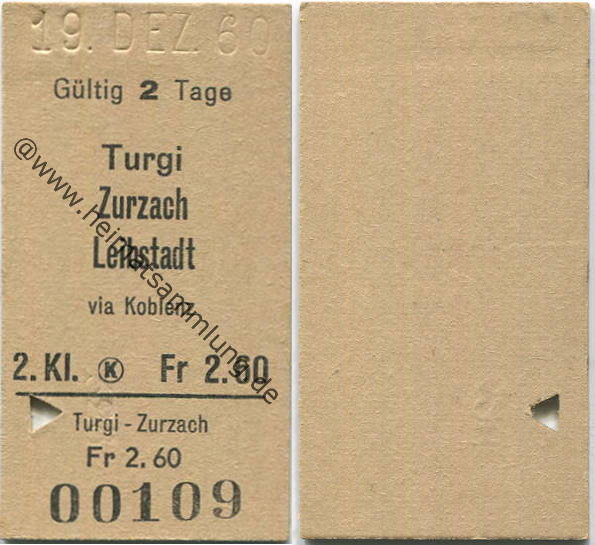 19. DEZ. 60
Gültig 2 Tage
Turgi
Zurzach
Leibstadt
via Koblenz
2. Kl. Ⓚ Fr 2.60
Turgi - Zurzach
Fr 2.60
00109
@www.heimatsammlung.de